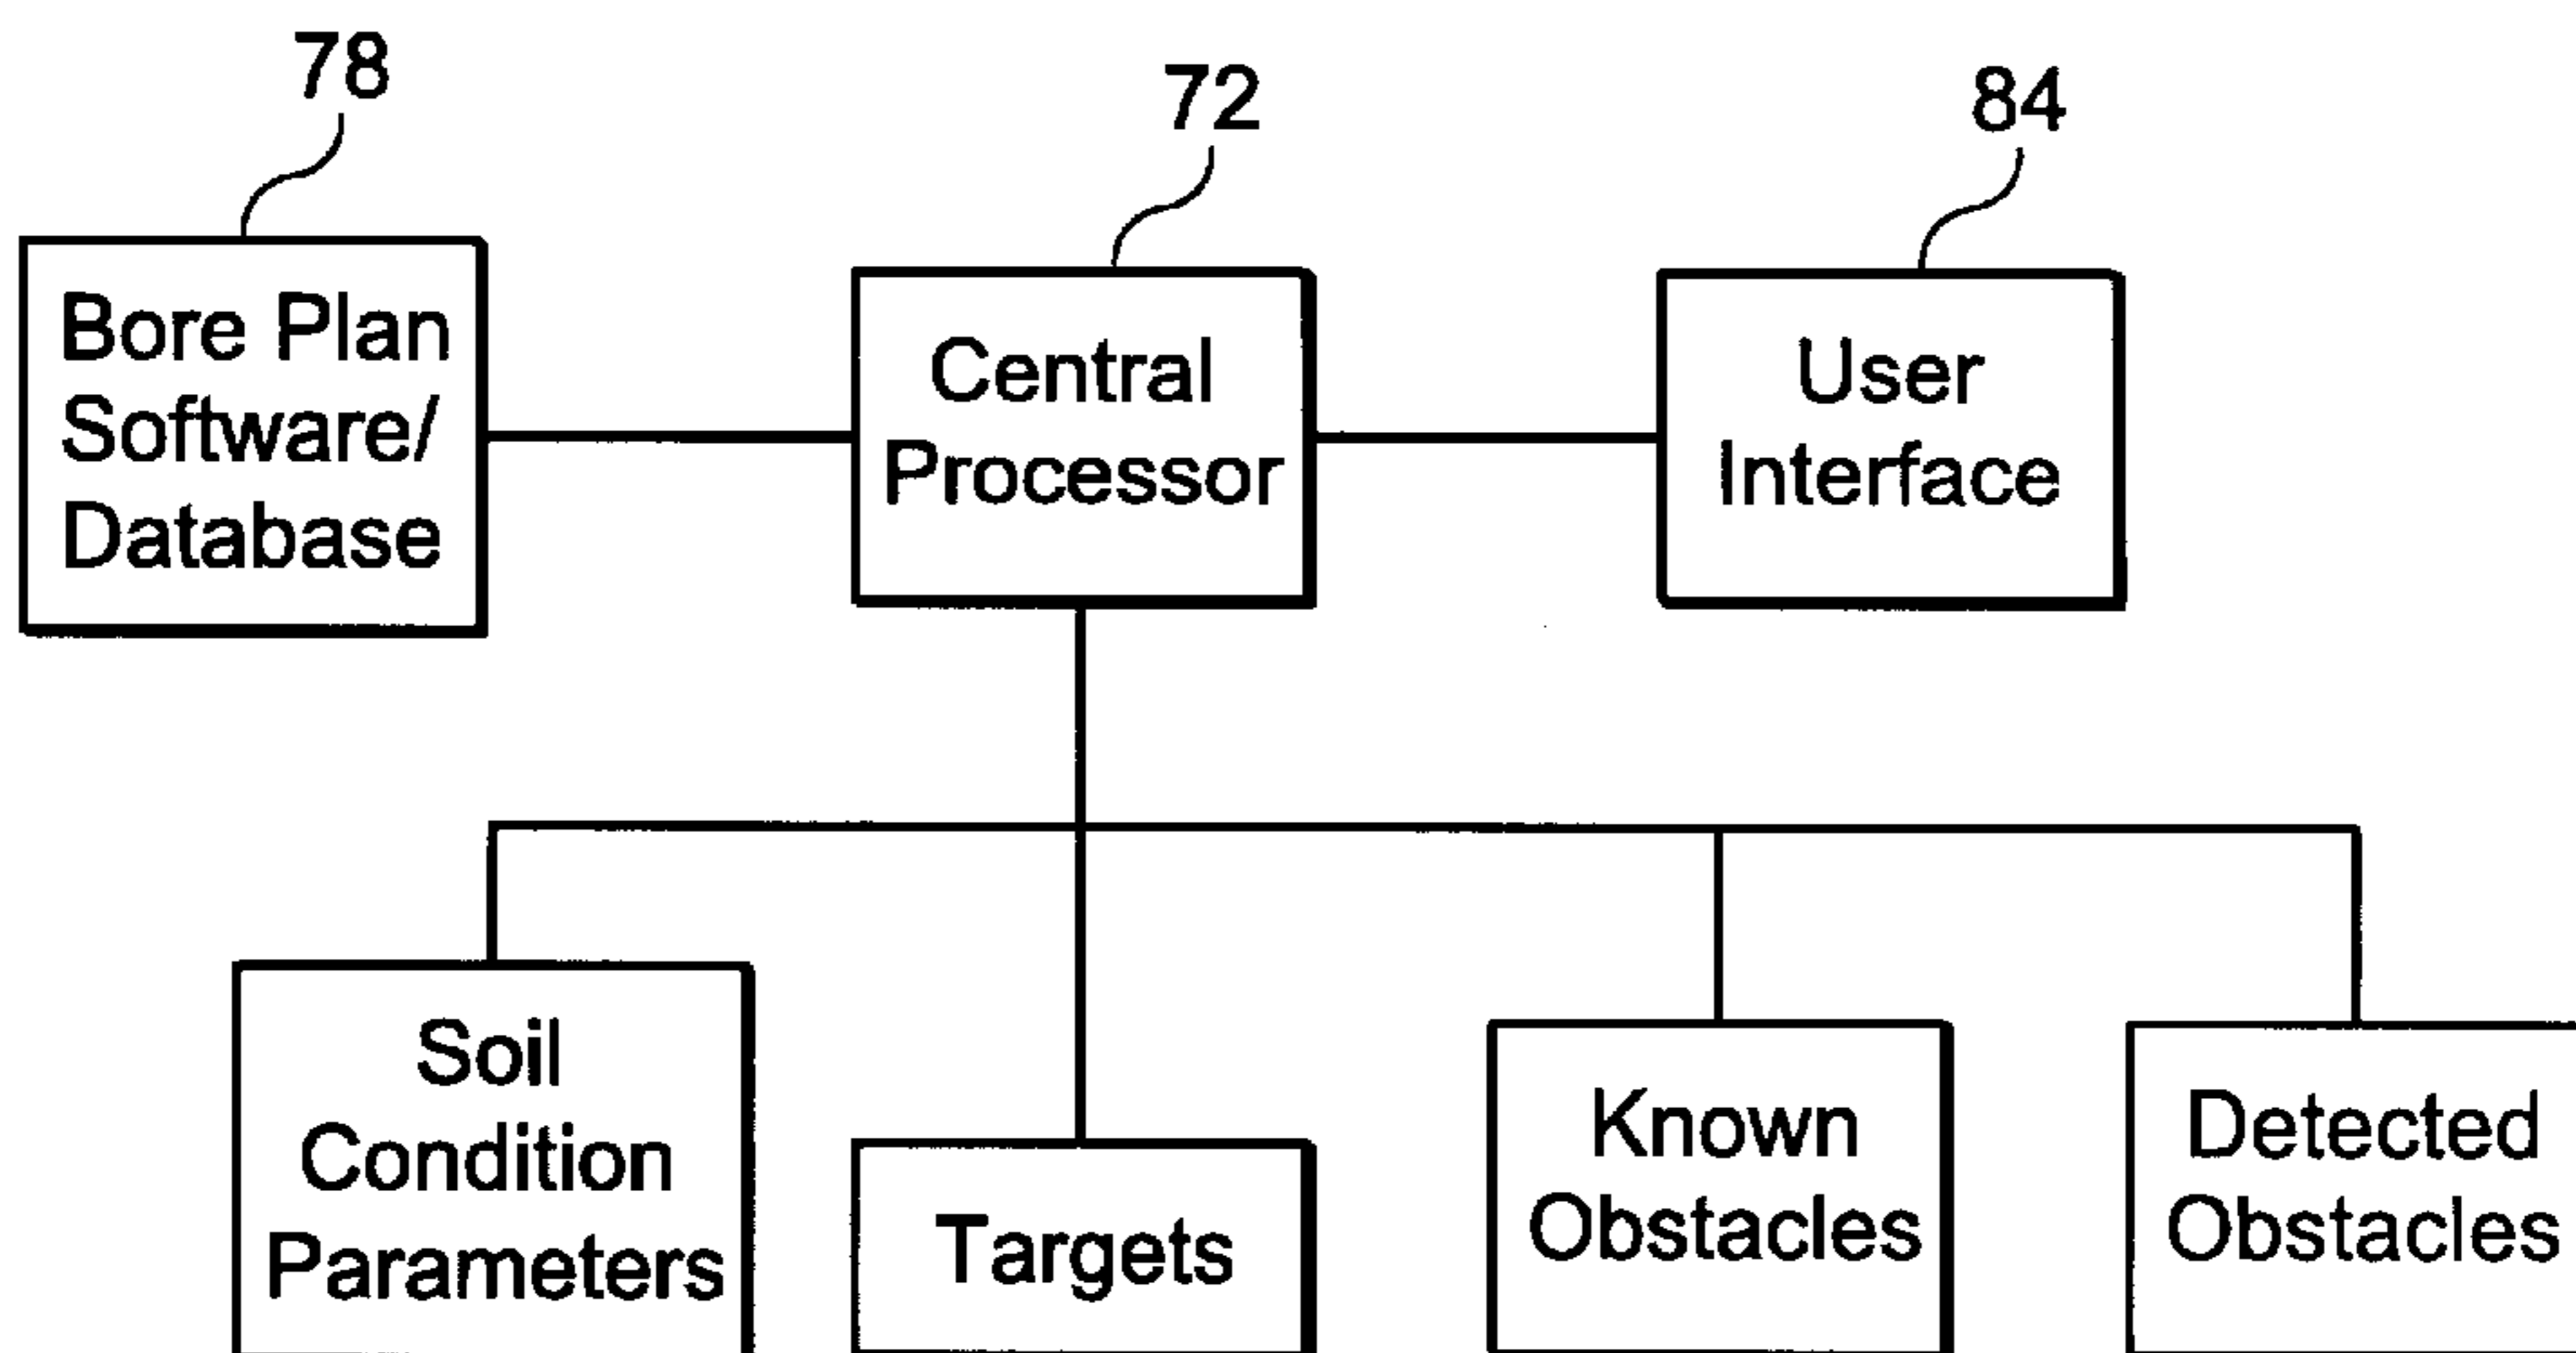 78
72
84
Bore Plan
Software/
Database
Central
Processor
User
Interface
Soil
Condition
Parameters
Targets
Known
Obstacles
Detected
Obstacles